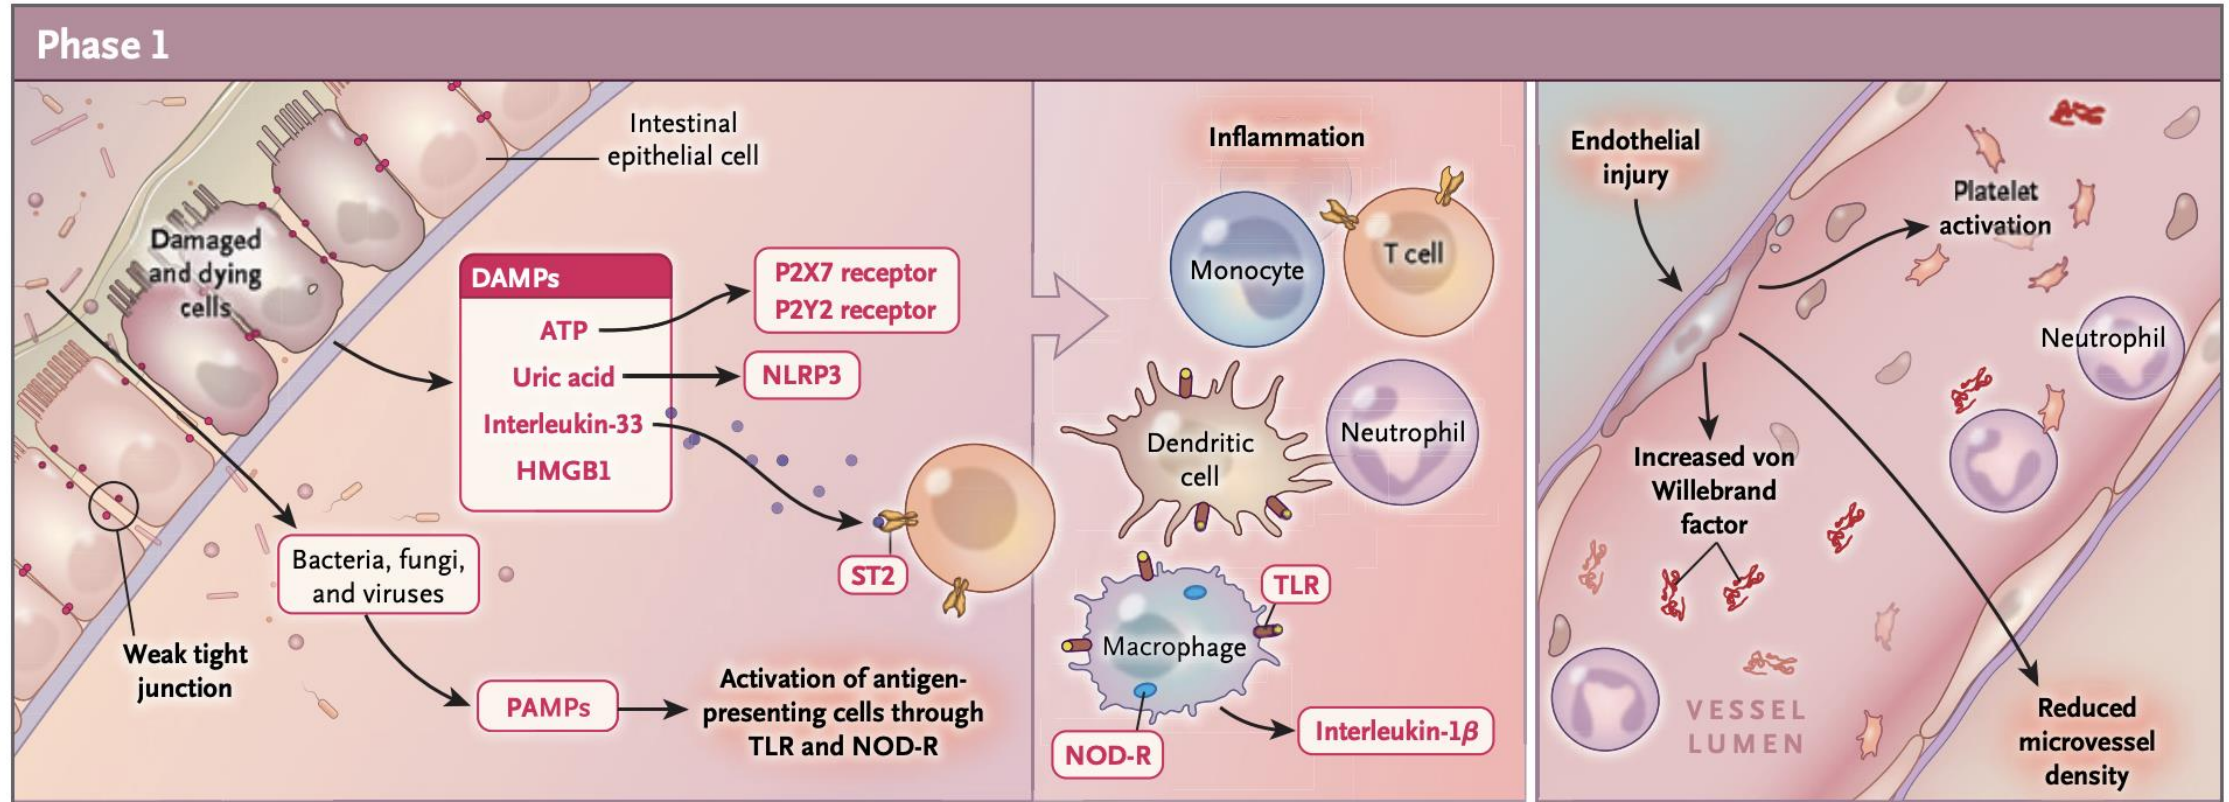 Phase 1
Intestinal
epithelial cell
Damaged
and dying
cells
DAMPs
ATP
Uric acid
Interleukin-33
HMGB1
P2X7 receptor
P2Y2 receptor
NLRP3
ST2
Bacteria, fungi,
and viruses
Weak tight
junction
PAMPs
Activation of antigen-
presenting cells through
TLR and NOD-R
Inflammation
Monocyte
T cell
Dendritic
cell
Neutrophil
TLR
Macrophage
NOD-R
Interleukin-1β
Endothelial
injury
Platelet
activation
Neutrophil
Increased von
Willebrand
factor
VESSEL
LUMEN
Reduced
microvessel
density